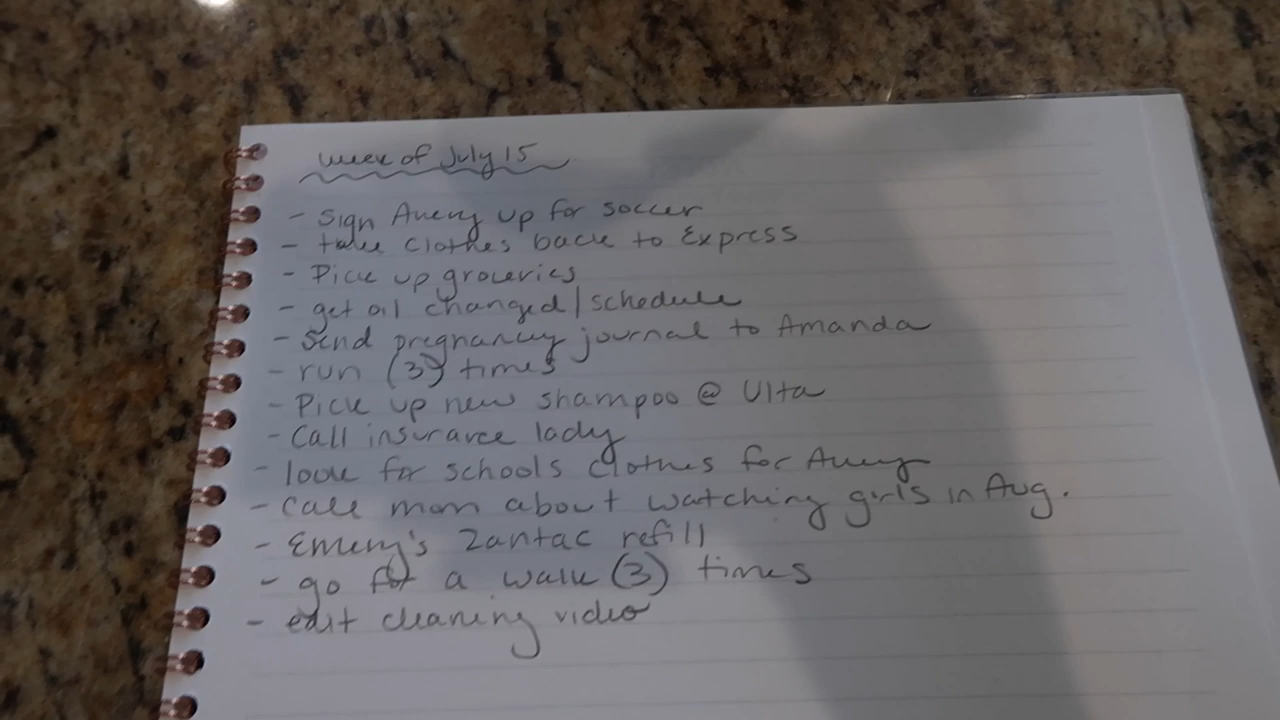 week of July 15
- sign Avery up for soccer
- take clothes back to Express
- Pick up groceries
- get oil changed/schedule
- Send pregnancy journal to Amanda
- run (3) times
- Pick up new shampoo @ Ulta
- Call insurance lady
- look for schools clothes for Avery
- call mom about watching girls in Aug.
- Emery's Zantac refill
- go for a walk (3) times
- edit cleaning video